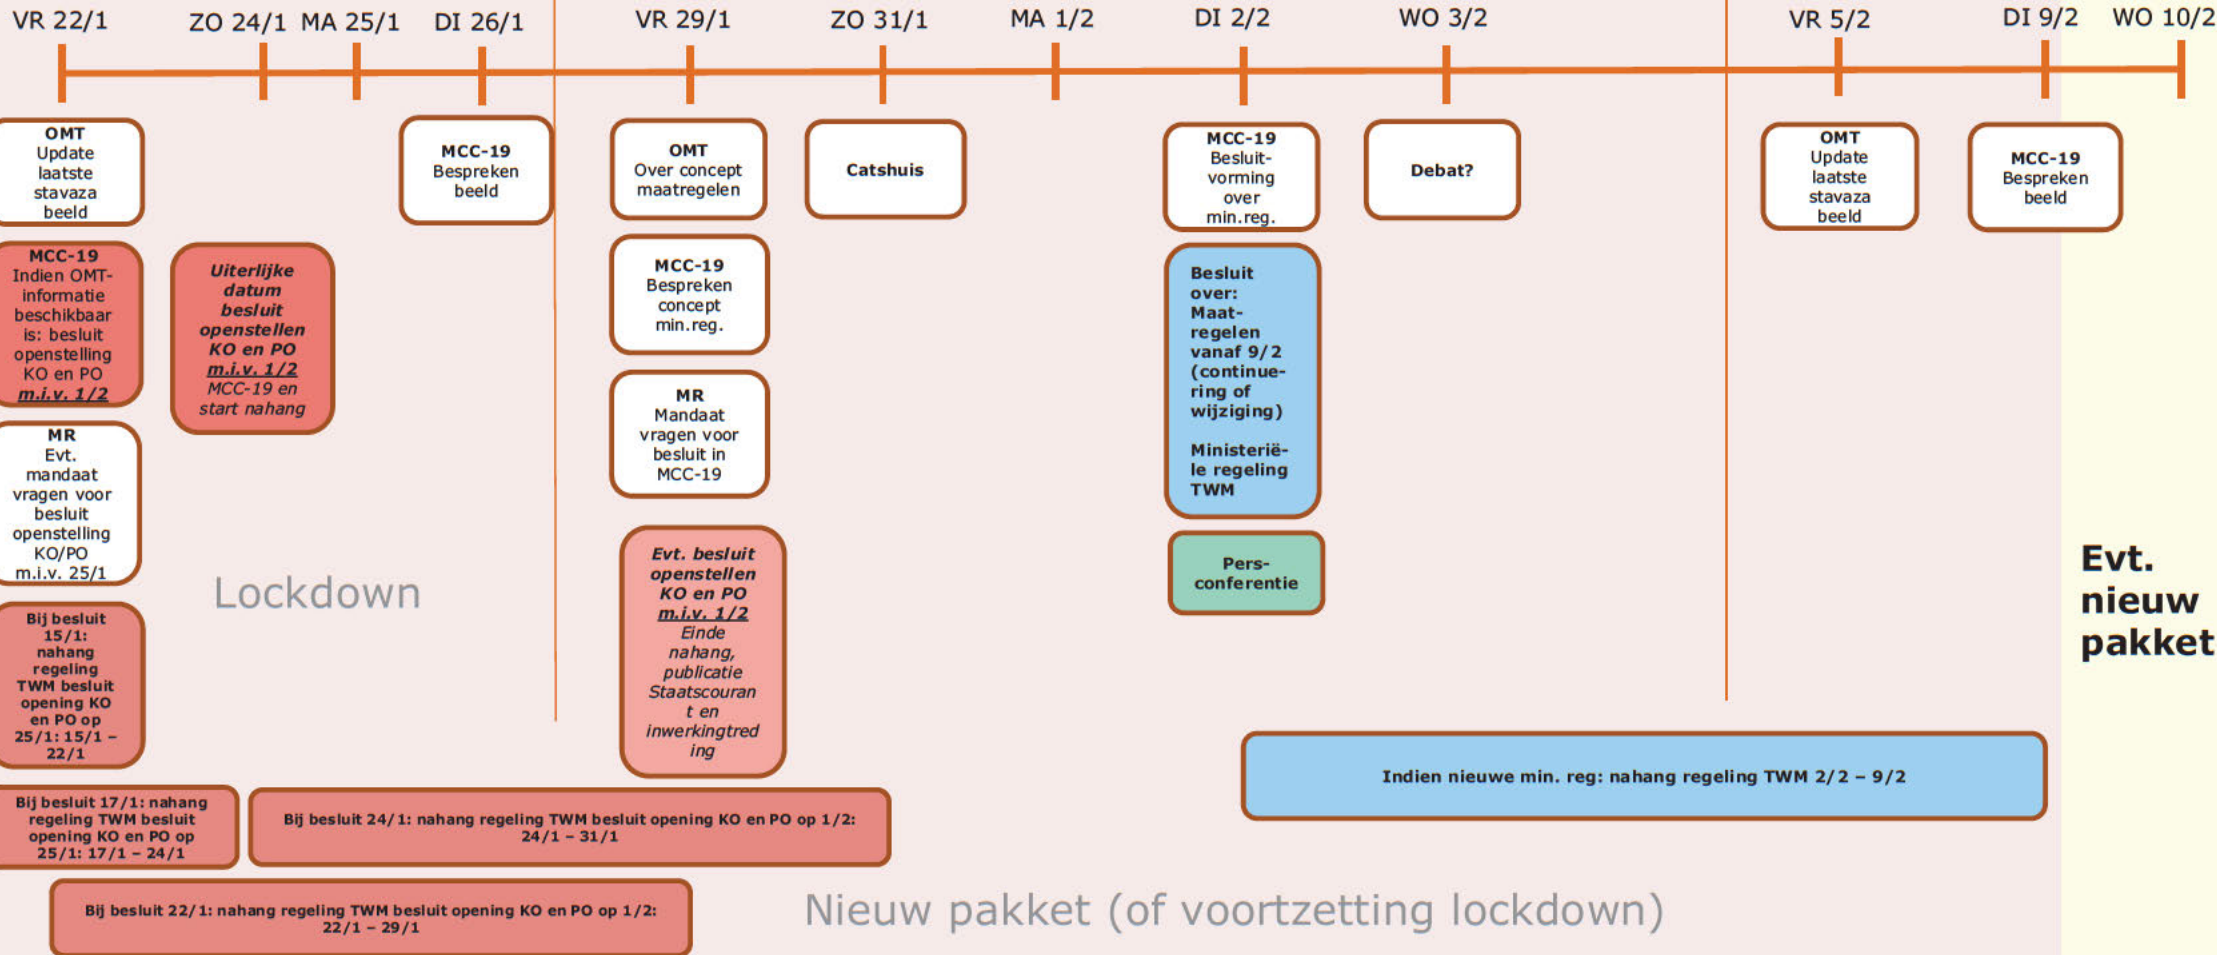 VR 22/1
ZO 24/1
MA 25/1
DI 26/1
VR 29/1
ZO 31/1
MA 1/2
DI 2/2
WO 3/2
VR 5/2
DI 9/2
WO 10/2
OMT
Update
laatste
stavaza
beeld
MCC-19
Indien OMT-
informatie
beschikbaar
is: besluit
openstelling
KO en PO
m.i.v. 1/2
MR
Evt.
mandaat
vragen voor
besluit
openstelling
KO/PO
m.i.v. 25/1
Bij besluit
15/1:
nahang
regeling
TWM besluit
opening KO
en PO op
25/1: 15/1 –
22/1
Uiterlijke
datum
besluit
openstellen
KO en PO
m.i.v. 1/2
MCC-19 en
start nahang
MCC-19
Bespreken
beeld
OMT
Over concept
maatregelen
MCC-19
Bespreken
concept
min.reg.
MR
Mandaat
vragen voor
besluit in
MCC-19
Evt. besluit
openstellen
KO en PO
m.i.v. 1/2
Einde
nahang,
publicatie
Staatscouran
t en
inwerkingtred
ing
Catshuis
MCC-19
Besluit-
vorming
over
min.reg.
Besluit
over:
Maat-
regelen
vanaf 9/2
(continue-
ring of
wijziging)
Ministerië-
le regeling
TWM
Pers-
conferentie
Debat?
OMT
Update
laatste
stavaza
beeld
MCC-19
Bespreken
beeld
Lockdown
Evt.
nieuw
pakket
Indien nieuwe min. reg: nahang regeling TWM 2/2 – 9/2
Bij besluit 17/1: nahang
regeling TWM besluit
opening KO en PO op
25/1: 17/1 – 24/1
Bij besluit 24/1: nahang regeling TWM besluit opening KO en PO op 1/2:
24/1 – 31/1
Bij besluit 22/1: nahang regeling TWM besluit opening KO en PO op 1/2:
22/1 – 29/1
Nieuw pakket (of voortzetting lockdown)